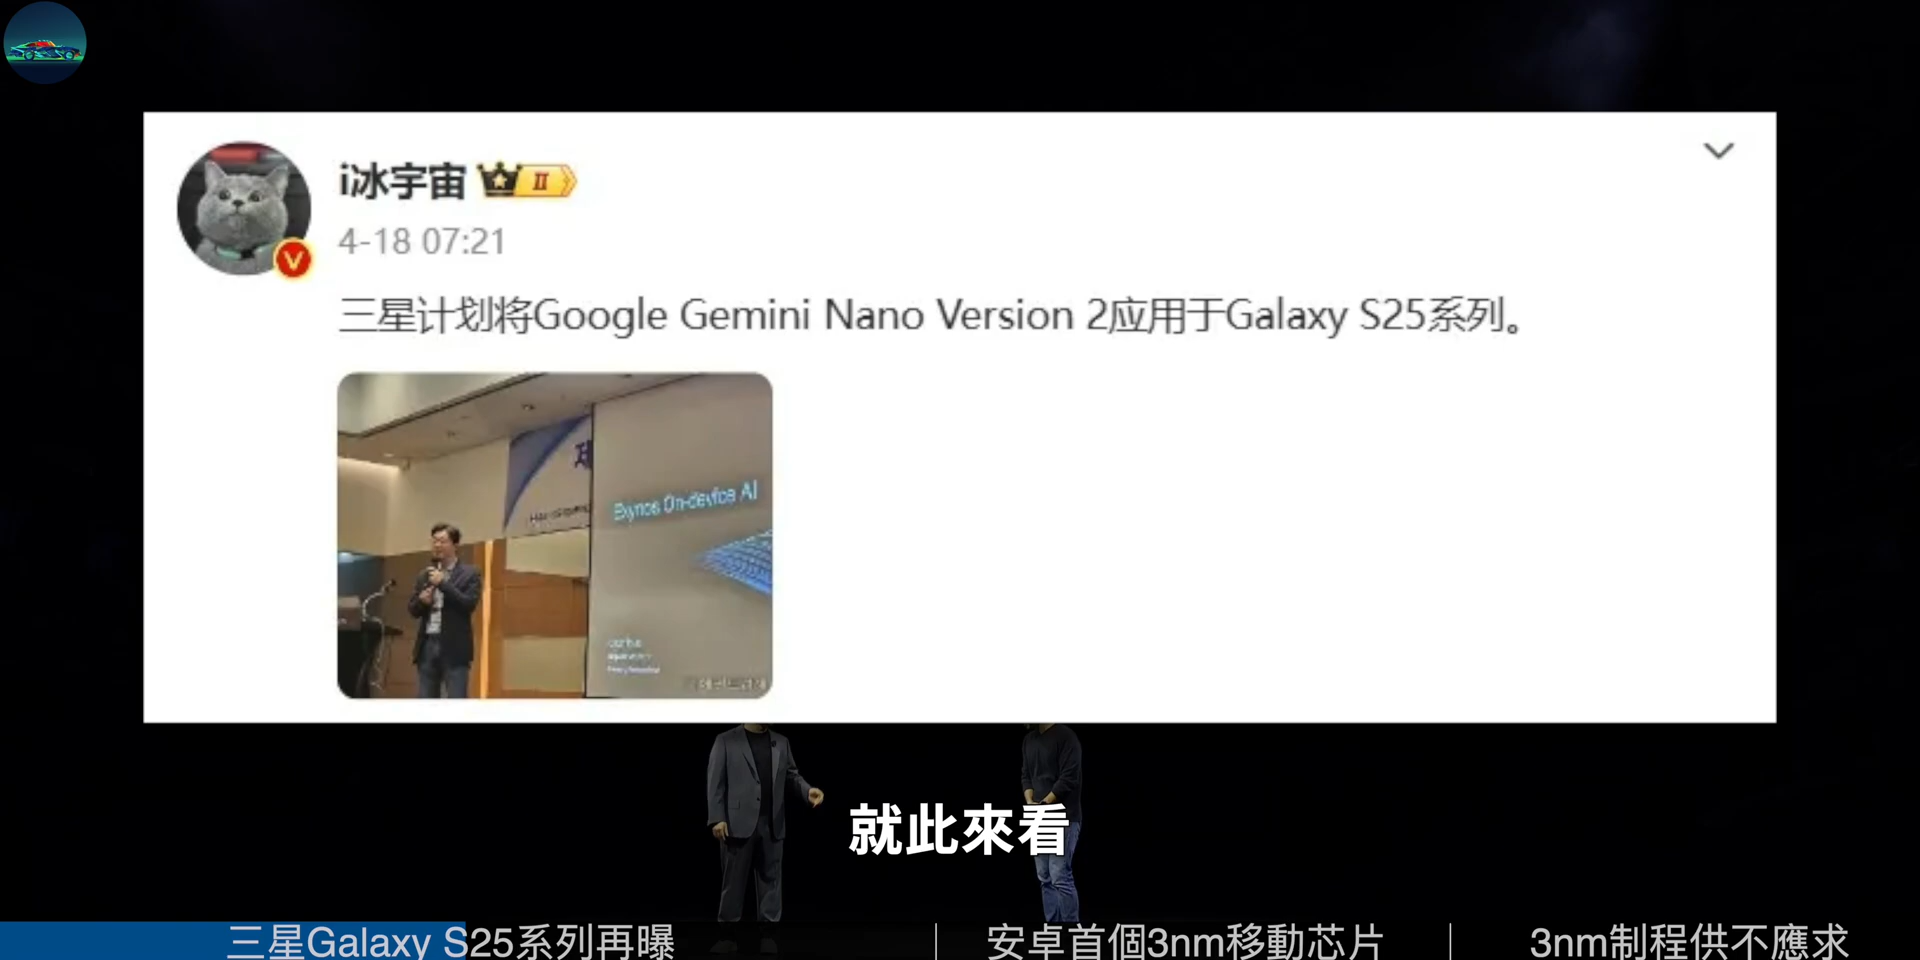 i冰宇宙
II
V
4-18 07:21
三星计划将Google Gemini Nano Version 2应用于Galaxy S25系列。
Exynos On-device AI
就此來看
三星Galaxy S25系列再曝
安卓首個3nm移動芯片
3nm制程供不應求